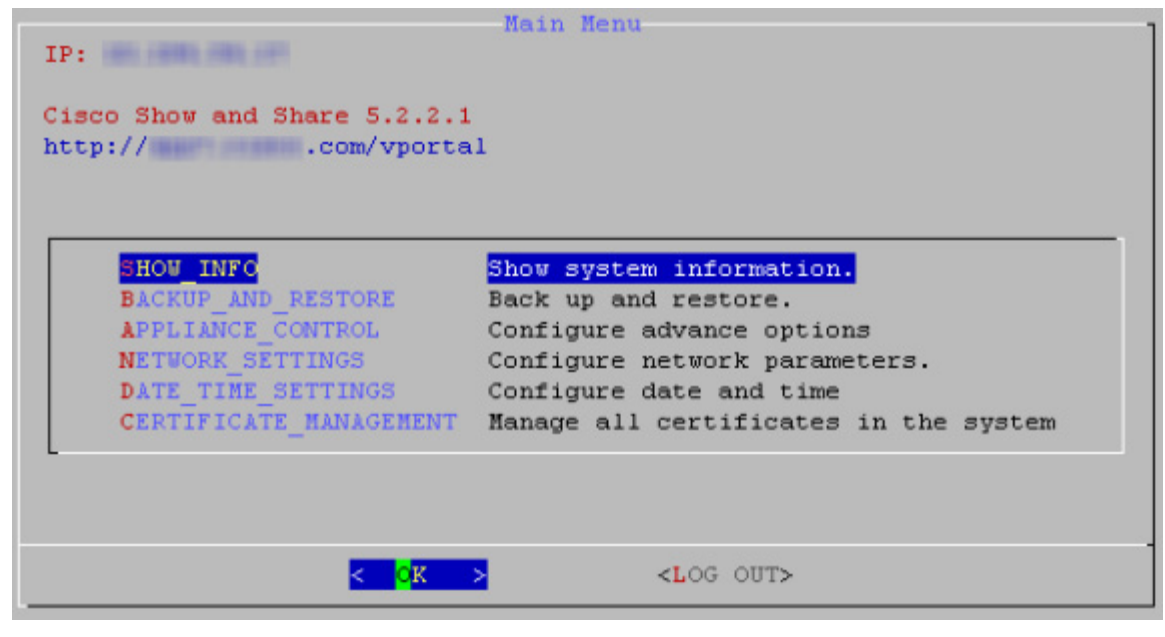 Main Menu
IP:
Cisco Show and Share 5.2.2.1
http:// .com/vportal
SHOW_INFO Show system information.
BACKUP_AND_RESTORE Back up and restore.
APPLIANCE_CONTROL Configure advance options
NETWORK_SETTINGS Configure network parameters.
DATE_TIME_SETTINGS Configure date and time
CERTIFICATE_MANAGEMENT Manage all certificates in the system
< OK > <LOG OUT>